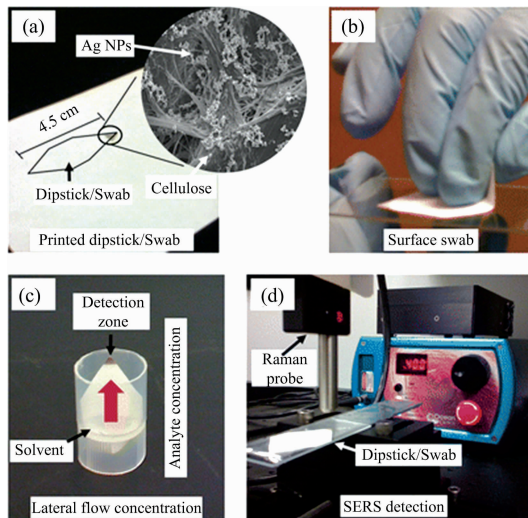 (a)
Ag NPs
4.5 cm
Dipstick/Swab
Cellulose
Printed dipstick/Swab
(b)
Surface swab
(c)
Detection
zone
Solvent
Analyte concentration
Lateral flow concentration
(d)
Raman
probe
Dipstick/Swab
SERS detection